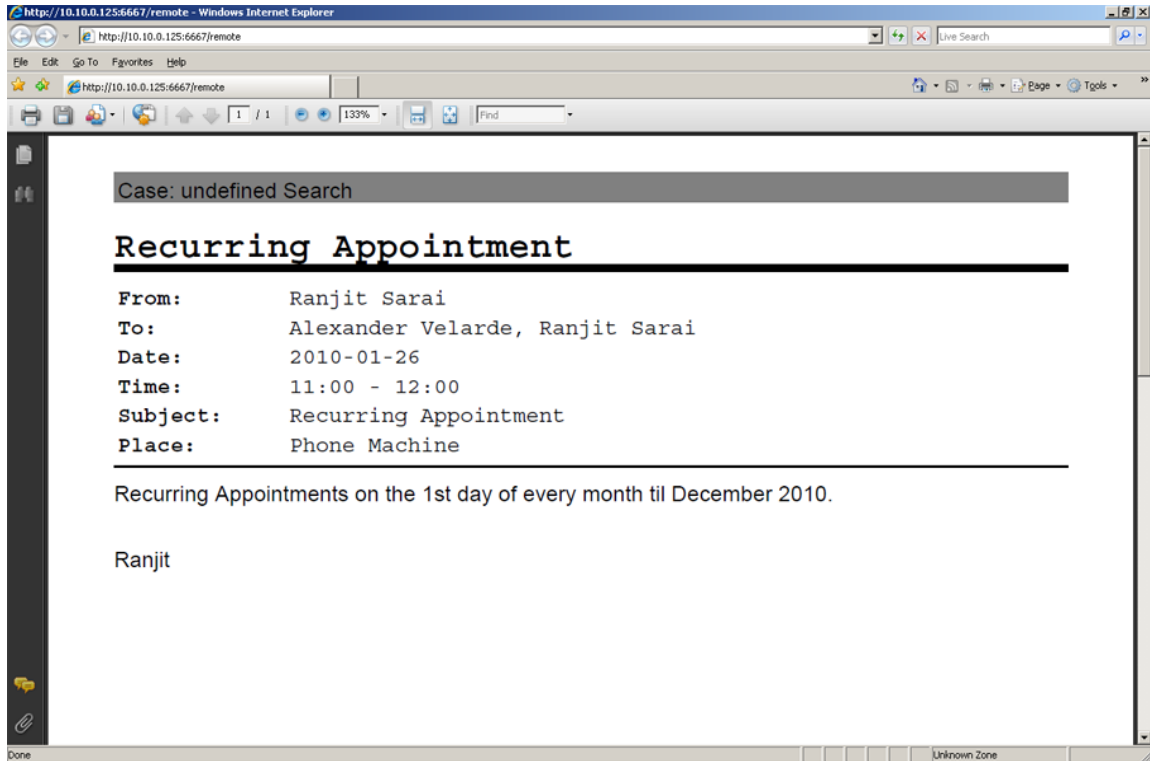 http://10.10.0.125:6667/remote - Windows Internet Explorer
http://10.10.0.125:6667/remote Live Search
File Edit Go To Favorites Help
http://10.10.0.125:6667/remote Page Tools »
1 / 1 133% Find
Case: undefined Search
Recurring Appointment
From: Ranjit Sarai
To: Alexander Velarde, Ranjit Sarai
Date: 2010-01-26
Time: 11:00 - 12:00
Subject: Recurring Appointment
Place: Phone Machine
Recurring Appointments on the 1st day of every month til December 2010.
Ranjit
Done Unknown Zone